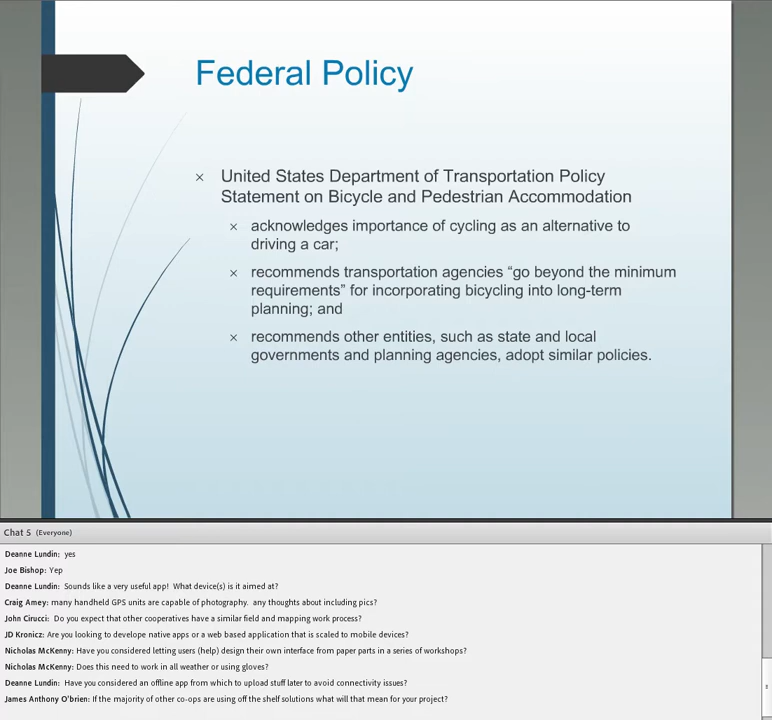 Federal Policy
× United States Department of Transportation Policy
Statement on Bicycle and Pedestrian Accommodation
× acknowledges importance of cycling as an alternative to
driving a car;
× recommends transportation agencies “go beyond the minimum
requirements” for incorporating bicycling into long-term
planning; and
× recommends other entities, such as state and local
governments and planning agencies, adopt similar policies.
Chat 5 (Everyone)
Deanne Lundin: yes
Joe Bishop: Yep
Deanne Lundin: Sounds like a very useful app! What device(s) is it aimed at?
Craig Amey: many handheld GPS units are capable of photography. any thoughts about including pics?
John Cirucci: Do you expect that other cooperatives have a similar field and mapping work process?
JD Kronicz: Are you looking to develope native apps or a web based application that is scaled to mobile devices?
Nicholas McKenny: Have you considered letting users (help) design their own interface from paper parts in a series of workshops?
Nicholas McKenny: Does this need to work in all weather or using gloves?
Deanne Lundin: Have you considered an offline app from which to upload stuff later to avoid connectivity issues?
James Anthony O'brien: If the majority of other co-ops are using off the shelf solutions what will that mean for your project?